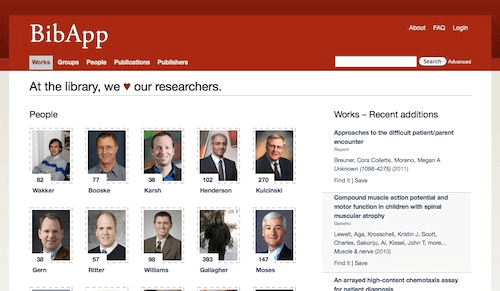 BibApp
About FAQ Login
Works Groups People Publications Publishers
Search Advanced
At the library, we ♥ our researchers.
People
82 77 36 102 270
Wakker Booske Karsh Henderson Kulcinski
38 57 98 393 147
Gern Ritter Williams Gallagher Moses
Works – Recent additions
Approaches to the difficult patient/parent
encounter
Report
Breuner, Cora Collette, Moreno, Megan A
Unknown (1098-4275) (2011)
Find It | Save
Compound muscle action potential and
motor function in children with spinal
muscular atrophy
Generic
Lewelt, Aga, Krosschell, Kristin J, Scott,
Charles, Sakonju, Ai, Kissel, John T, more...
Muscle & nerve (2010)
Find it | Save
An arrayed high-content chemotaxis assay
for patient diagnosis